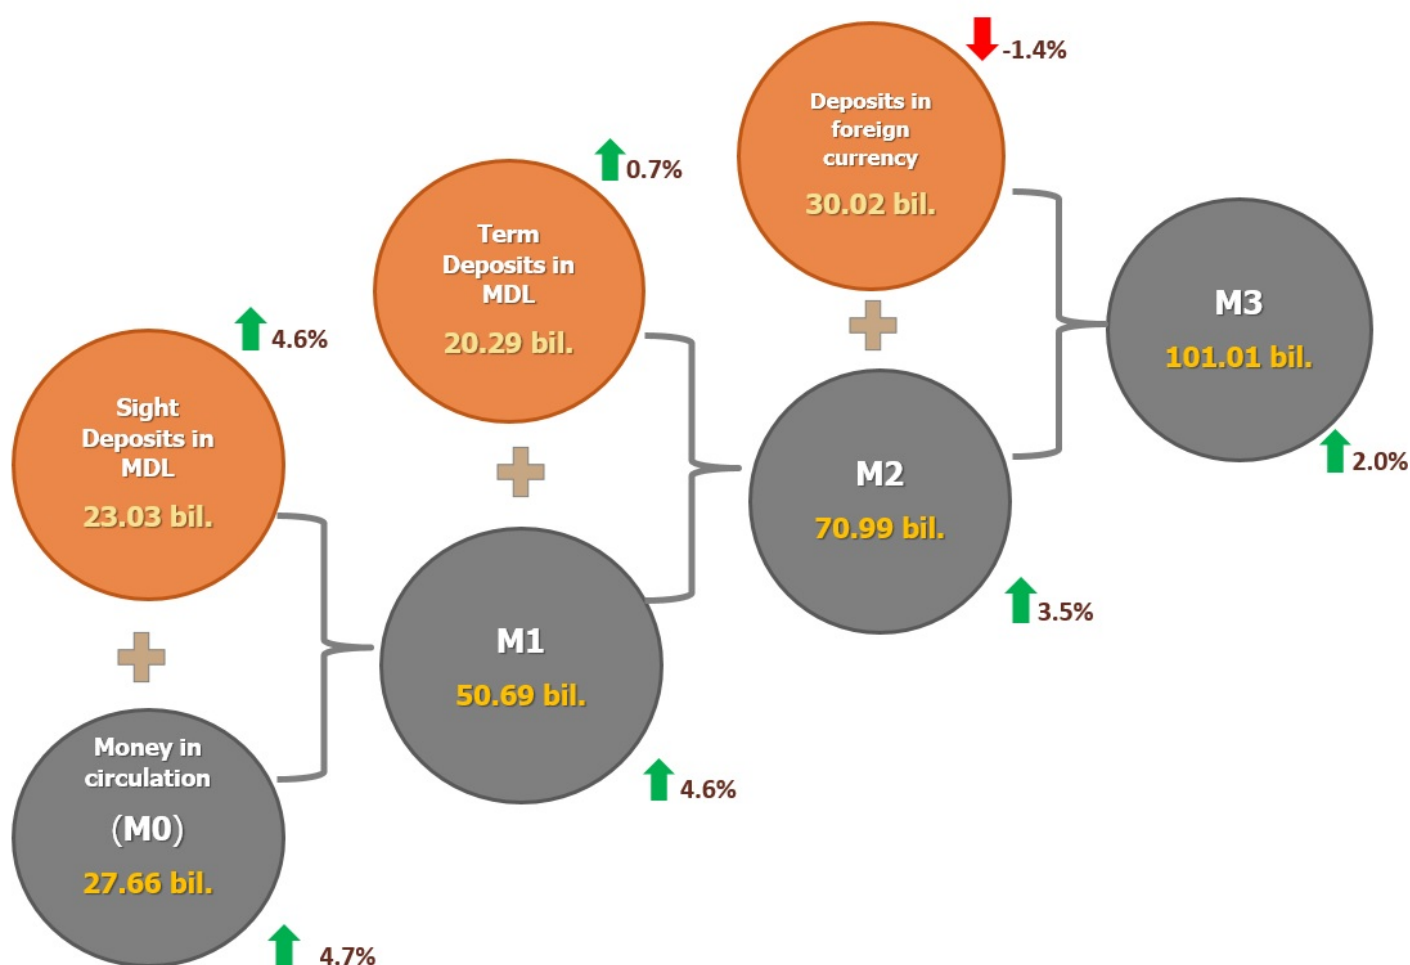 -1.4%
Deposits in
foreign
currency
30.02 bil.
0.7%
Term
Deposits in
MDL
20.29 bil.
M3
101.01 bil.
2.0%
4.6%
Sight
Deposits in
MDL
23.03 bil.
M2
70.99 bil.
3.5%
M1
50.69 bil.
4.6%
Money in
circulation
(M0)
27.66 bil.
4.7%